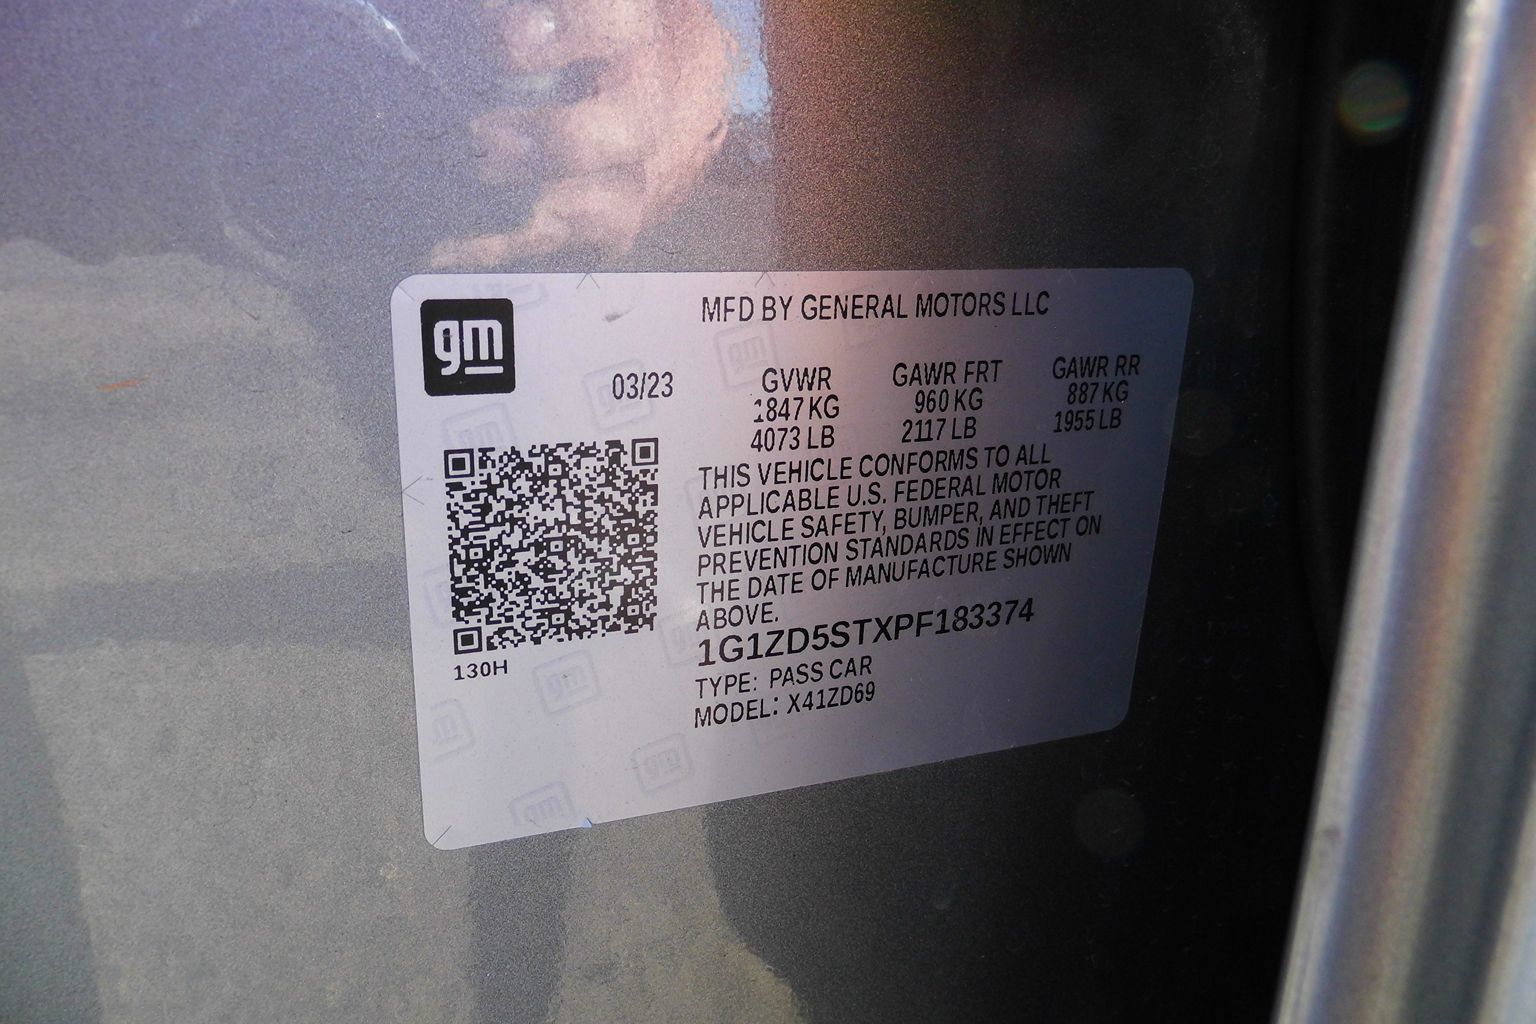 gm
MFD BY GENERAL MOTORS LLC
03/23
GVWR GAWR FRT GAWR RR
1847 KG 960 KG 887 KG
4073 LB 2117 LB 1955 LB
THIS VEHICLE CONFORMS TO ALL
APPLICABLE U.S. FEDERAL MOTOR
VEHICLE SAFETY, BUMPER, AND THEFT
PREVENTION STANDARDS IN EFFECT ON
THE DATE OF MANUFACTURE SHOWN
ABOVE.
1G1ZD5STXPF183374
TYPE: PASS CAR
MODEL: X41ZD69
130H